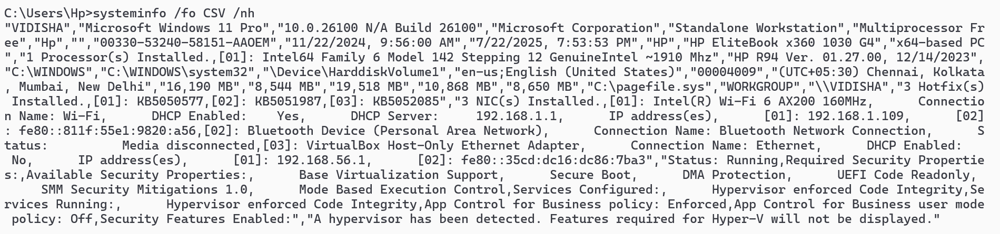 C:\Users\Hp>systeminfo /fo CSV /nh
"VIDISHA","Microsoft Windows 11 Pro","10.0.26100 N/A Build 26100","Microsoft Corporation","Standalone Workstation","Multiprocessor Fr
ee","Hp","","00330-53240-58151-AAOEM","11/22/2024, 9:56:00 AM","7/22/2025, 7:53:53 PM","HP","HP EliteBook x360 1030 G4","x64-based PC
","1 Processor(s) Installed.,[01]: Intel64 Family 6 Model 142 Stepping 12 GenuineIntel ~1910 Mhz","HP R94 Ver. 01.27.00, 12/14/2023",
"C:\WINDOWS","C:\WINDOWS\system32","\Device\HarddiskVolume1","en-us;English (United States)","00004009","(UTC+05:30) Chennai, Kolkata
, Mumbai, New Delhi","16,190 MB","8,544 MB","19,518 MB","10,868 MB","8,650 MB","C:\pagefile.sys","WORKGROUP","\\VIDISHA","3 Hotfix(s)
 Installed.,[01]: KB5050577,[02]: KB5051987,[03]: KB5052085","3 NIC(s) Installed.,[01]: Intel(R) Wi-Fi 6 AX200 160MHz,      Connectio
n Name: Wi-Fi,      DHCP Enabled:    Yes,      DHCP Server:     192.168.1.1,      IP address(es),      [01]: 192.168.1.109,      [02]
: fe80::811f:55e1:9820:a56,[02]: Bluetooth Device (Personal Area Network),      Connection Name: Bluetooth Network Connection,      S
tatus:          Media disconnected,[03]: VirtualBox Host-Only Ethernet Adapter,      Connection Name: Ethernet,      DHCP Enabled:   
 No,      IP address(es),      [01]: 192.168.56.1,      [02]: fe80::35cd:dc16:dc86:7ba3","Status: Running,Required Security Propertie
s:,Available Security Properties:,      Base Virtualization Support,      Secure Boot,      DMA Protection,      UEFI Code Readonly, 
     SMM Security Mitigations 1.0,      Mode Based Execution Control,Services Configured:,      Hypervisor enforced Code Integrity,Se
rvices Running:,      Hypervisor enforced Code Integrity,App Control for Business policy: Enforced,App Control for Business user mode
 policy: Off,Security Features Enabled:","A hypervisor has been detected. Features required for Hyper-V will not be displayed."